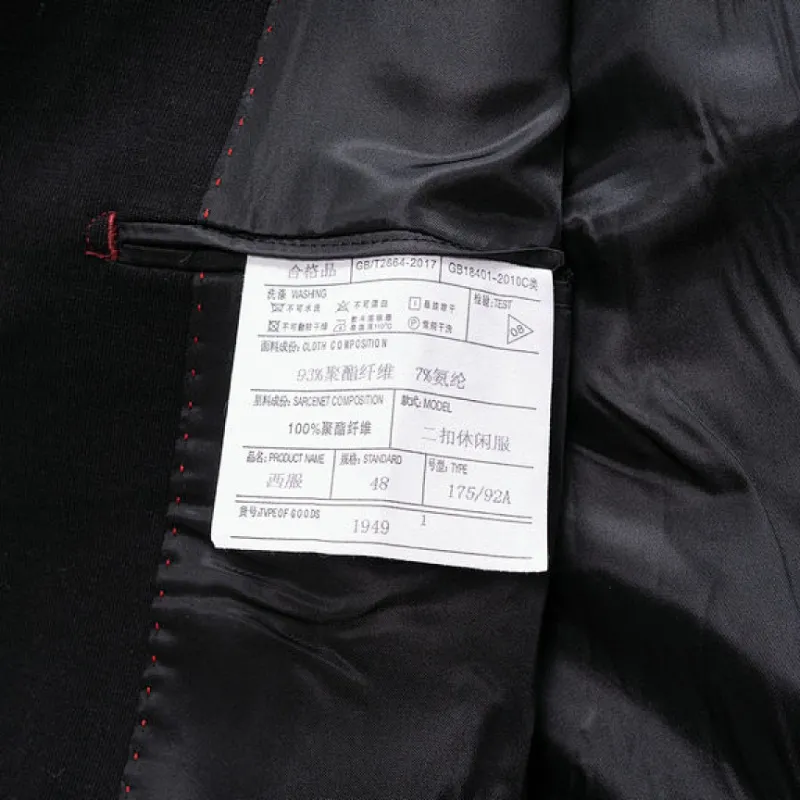 合格品 GB/T2664-2017 GB18401-2010C类
洗涤 WASHING
不可水洗 不可漂白 悬挂晾干 检验:TEST
不可翻转干燥 最高温度110℃ 常规干洗 08
面料成份: CLOTH COMPOSITION
93%聚酯纤维 7%氨纶
里料成份: SARCENET COMPOSITION 款式: MODEL
100%聚酯纤维 二扣休闲服
品名: PRODUCT NAME 规格: STANDARD 号型: TYPE
西服 48 175/92A
货号:TYPE OF GOODS
1949 1